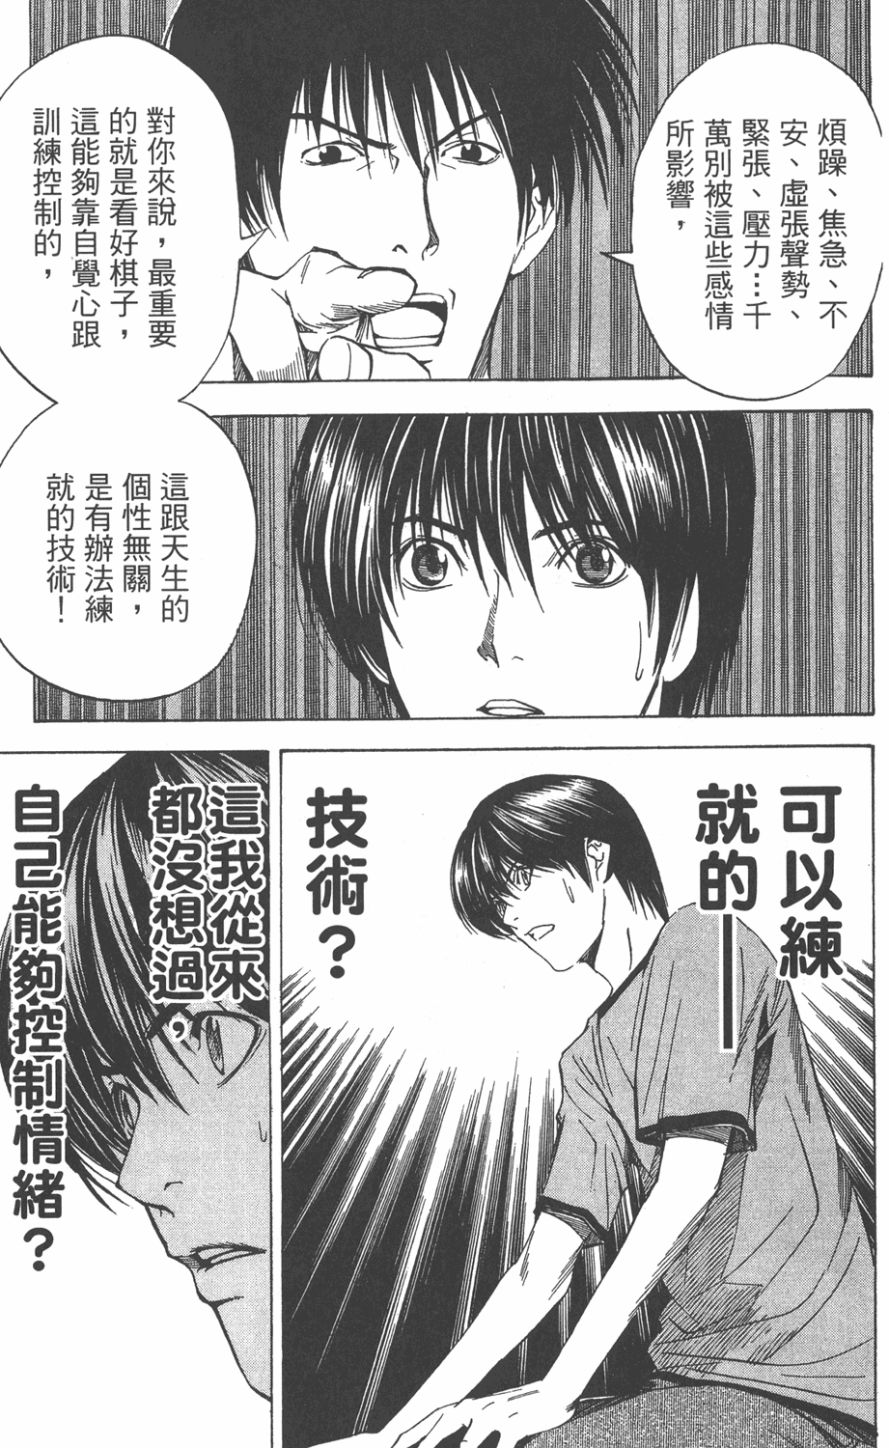 煩躁、焦急、不
安、虛張聲勢、
緊張、壓力…千
萬別被這些感情
所影響，
對你來說，最重要
的就是看好棋子，
這能夠靠自覺心跟
訓練控制的，
這跟天生的
個性無關，
是有辦法練
就的技術！
可以練
就的—
技術？
這我從來
都沒想過，
自己能夠控制情緒？